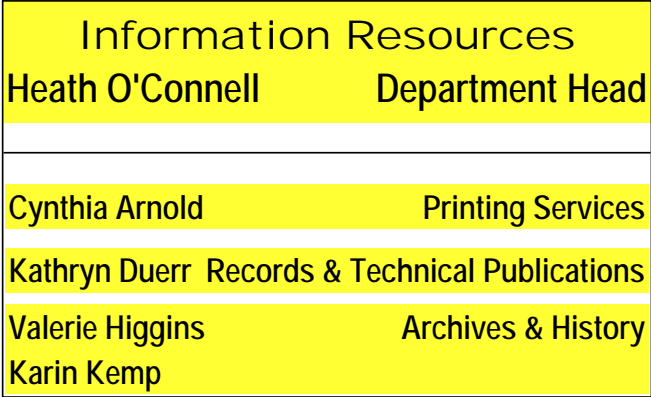 Information Resources
Heath O'Connell Department Head
Cynthia Arnold Printing Services
Kathryn Duerr Records & Technical Publications
Valerie Higgins Archives & History
Karin Kemp